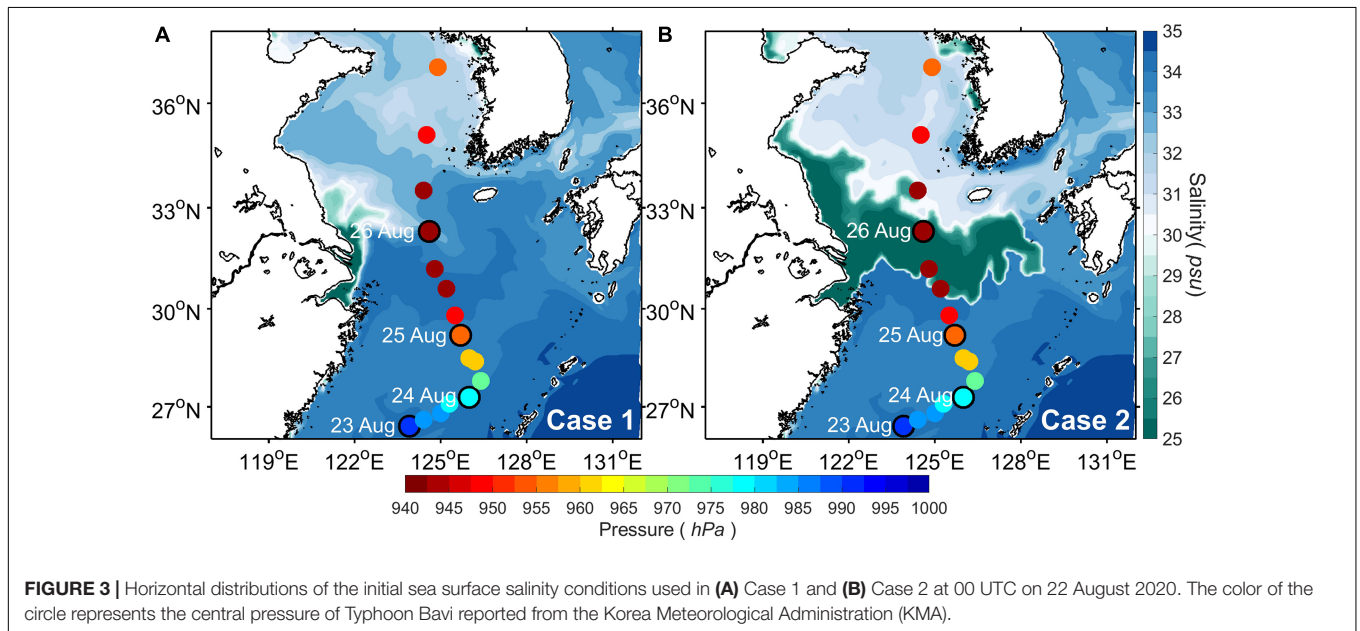 A
B
36°N
33°N
30°N
27°N
26 Aug
25 Aug
24 Aug
23 Aug
Case 1
119°E 122°E 125°E 128°E 131°E
36°N
33°N
30°N
27°N
26 Aug
25 Aug
24 Aug
23 Aug
Case 2
119°E 122°E 125°E 128°E 131°E
35
34
33
32
31
30
29
28
27
26
25
Salinity( psu)
940 945 950 955 960 965 970 975 980 985 990 995 1000
Pressure ( hPa )
FIGURE 3 | Horizontal distributions of the initial sea surface salinity conditions used in (A) Case 1 and (B) Case 2 at 00 UTC on 22 August 2020. The color of the
circle represents the central pressure of Typhoon Bavi reported from the Korea Meteorological Administration (KMA).